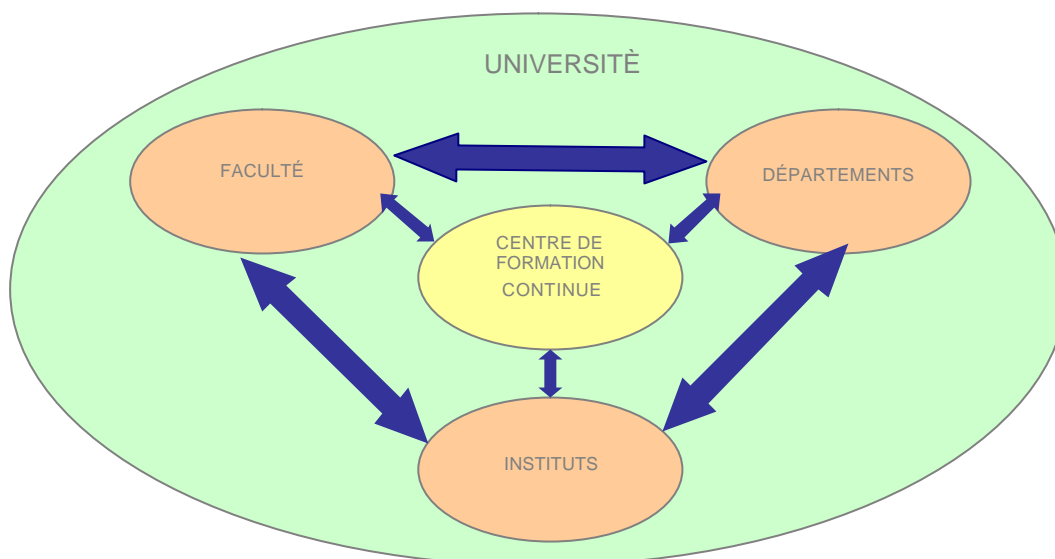 UNIVERSITÈ
FACULTÉ
DÉPARTEMENTS
CENTRE DE
FORMATION
CONTINUE
INSTITUTS